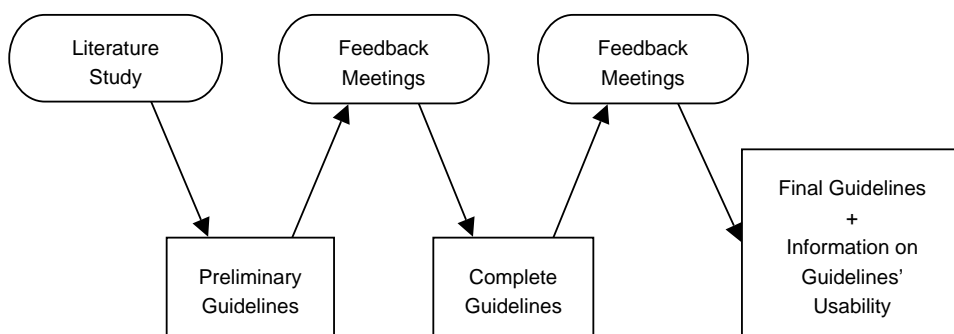 Literature
Study
Feedback
Meetings
Feedback
Meetings
Preliminary
Guidelines
Complete
Guidelines
Final Guidelines
+
Information on
Guidelines’
Usability